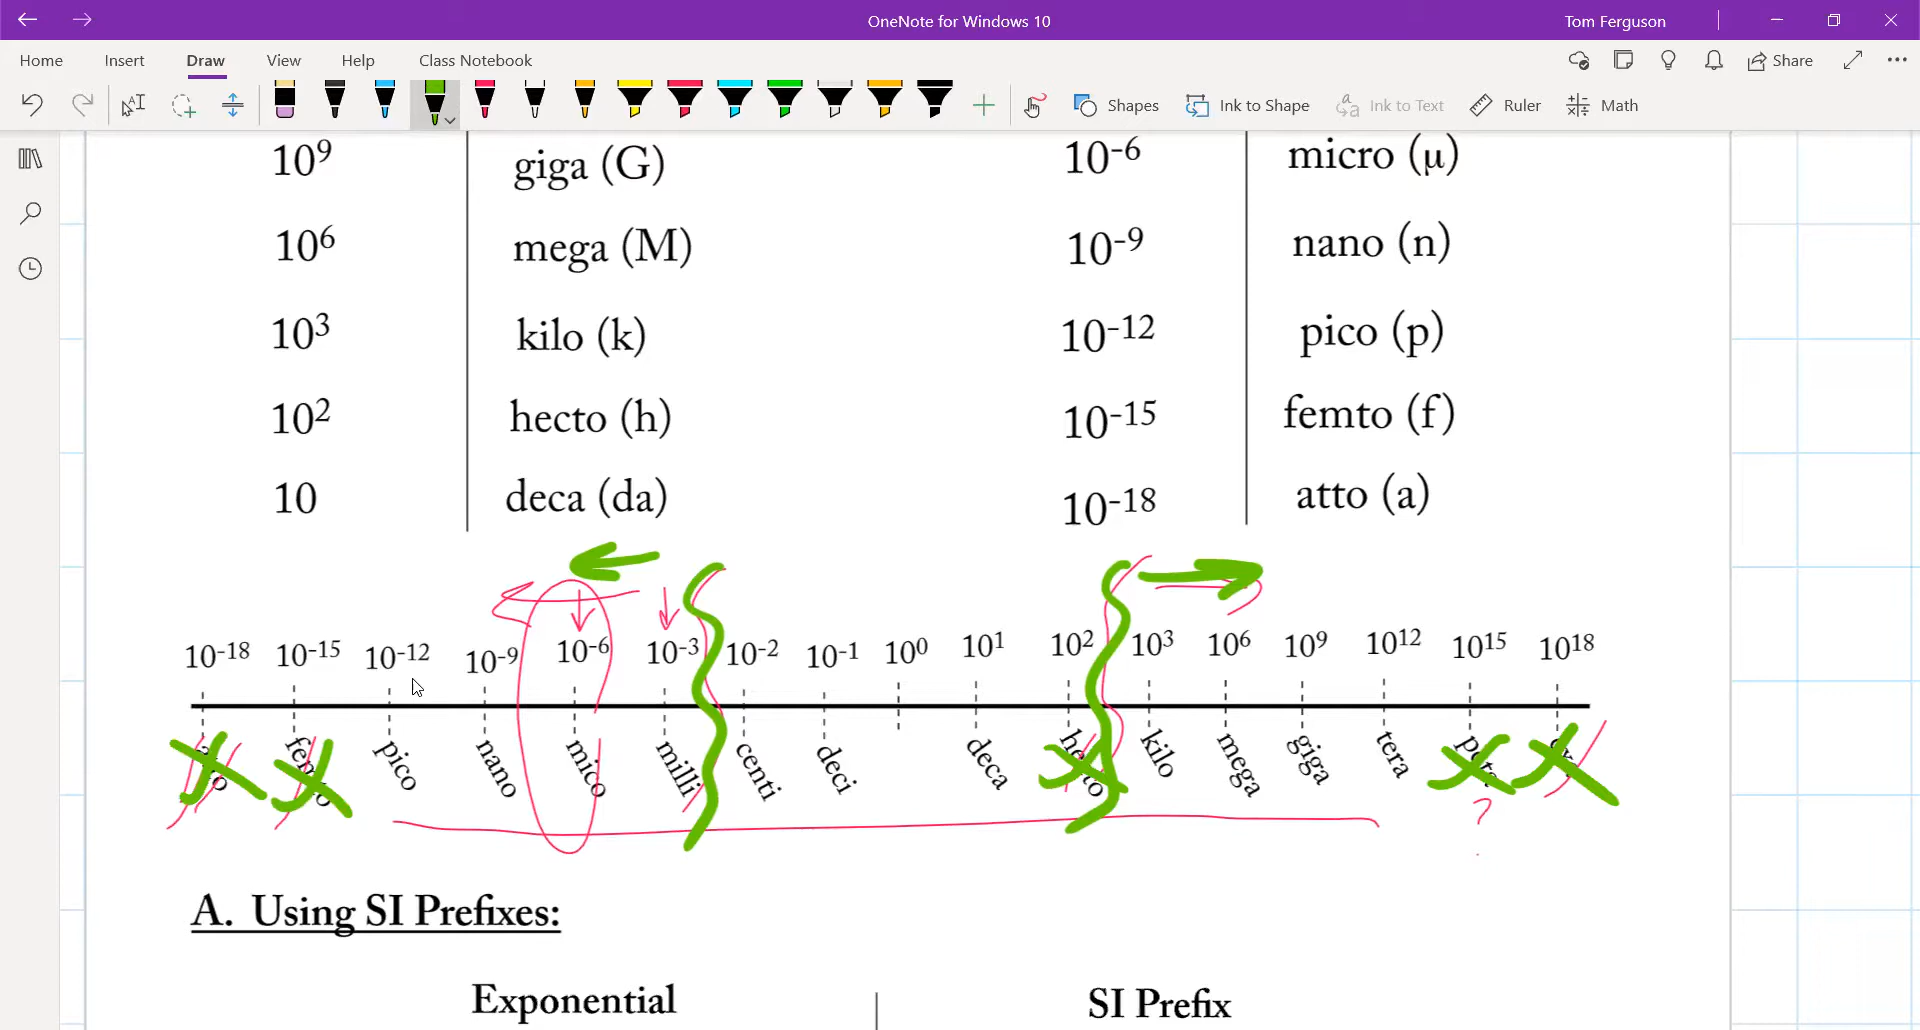 OneNote for Windows 10
Tom Ferguson
Home Insert Draw View Help Class Notebook
Share
Shapes Ink to Shape Ink to Text Ruler Math
10⁹ giga (G) 10⁻⁶ micro (μ)
10⁶ mega (M) 10⁻⁹ nano (n)
10³ kilo (k) 10⁻¹² pico (p)
10² hecto (h) 10⁻¹⁵ femto (f)
10 deca (da) 10⁻¹⁸ atto (a)
10⁻¹⁸ 10⁻¹⁵ 10⁻¹² 10⁻⁹ 10⁻⁶ 10⁻³ 10⁻² 10⁻¹ 10⁰ 10¹ 10² 10³ 10⁶ 10⁹ 10¹² 10¹⁵ 10¹⁸
femto pico nano mico milli centi deci deca hecto kilo mega giga tera peta
?
A. Using SI Prefixes:
Exponential SI Prefix